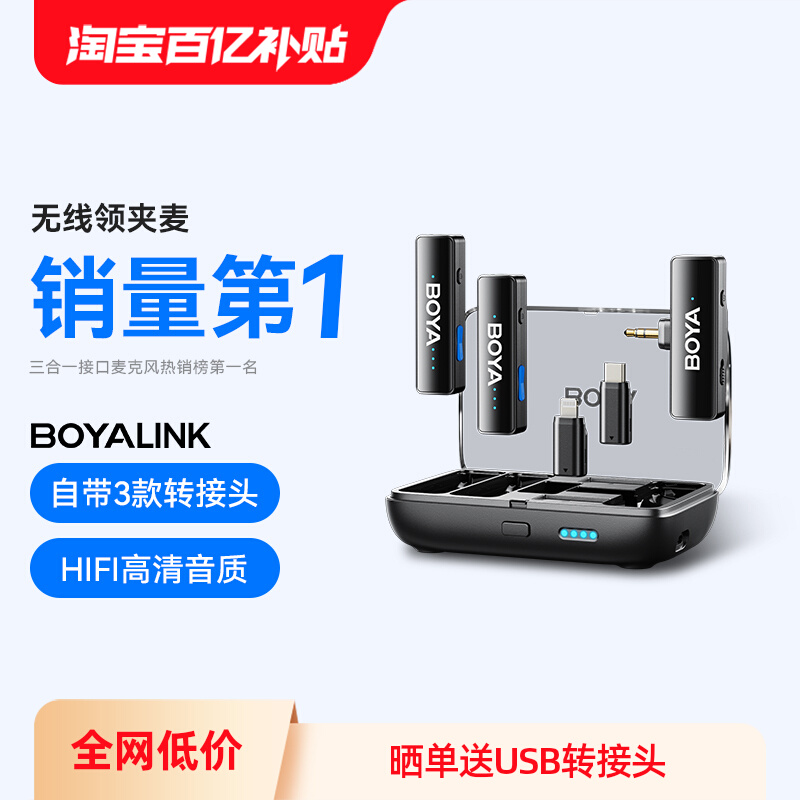 淘宝百亿补贴
无线领夹麦
销量第1
三合一接口麦克风热销榜第一名
BOYALINK
自带3款转接头
HIFI高清音质
BOYA
BOYA
BOYA
全网低价
晒单送USB转接头